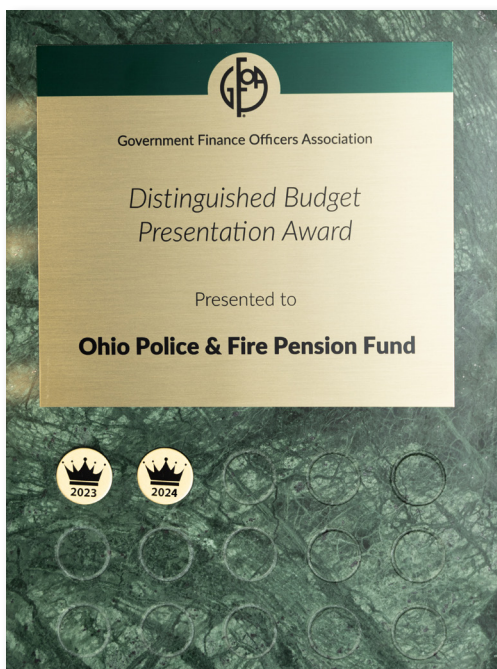 GFOA
Government Finance Officers Association
Distinguished Budget
Presentation Award
Presented to
Ohio Police & Fire Pension Fund
2023 2024